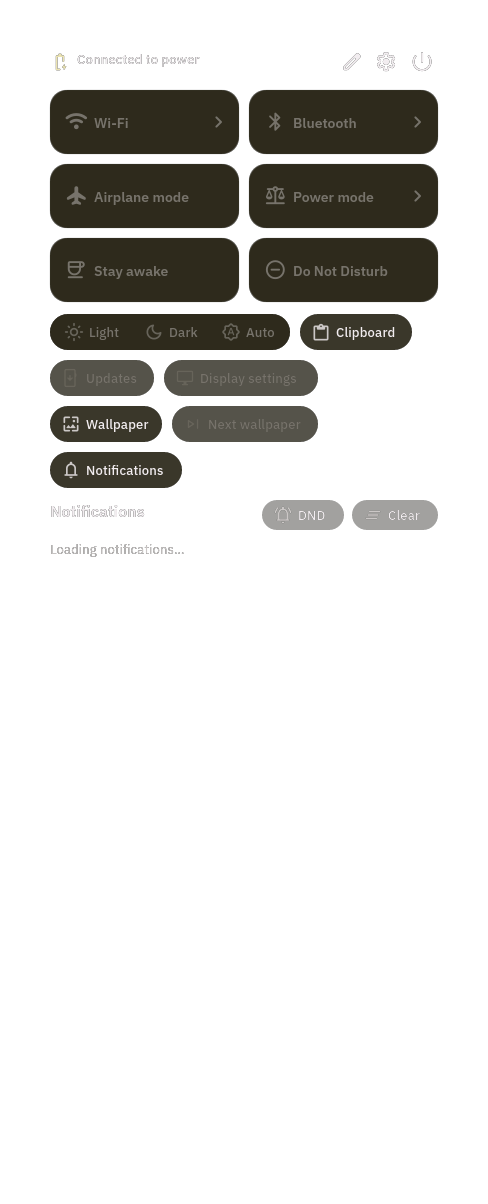 Connected to power
Wi-Fi
Bluetooth
Airplane mode
Power mode
Stay awake
Do Not Disturb
Light Dark Auto
Clipboard
Updates
Display settings
Wallpaper
Next wallpaper
Notifications
Notifications
DND
Clear
Loading notifications...